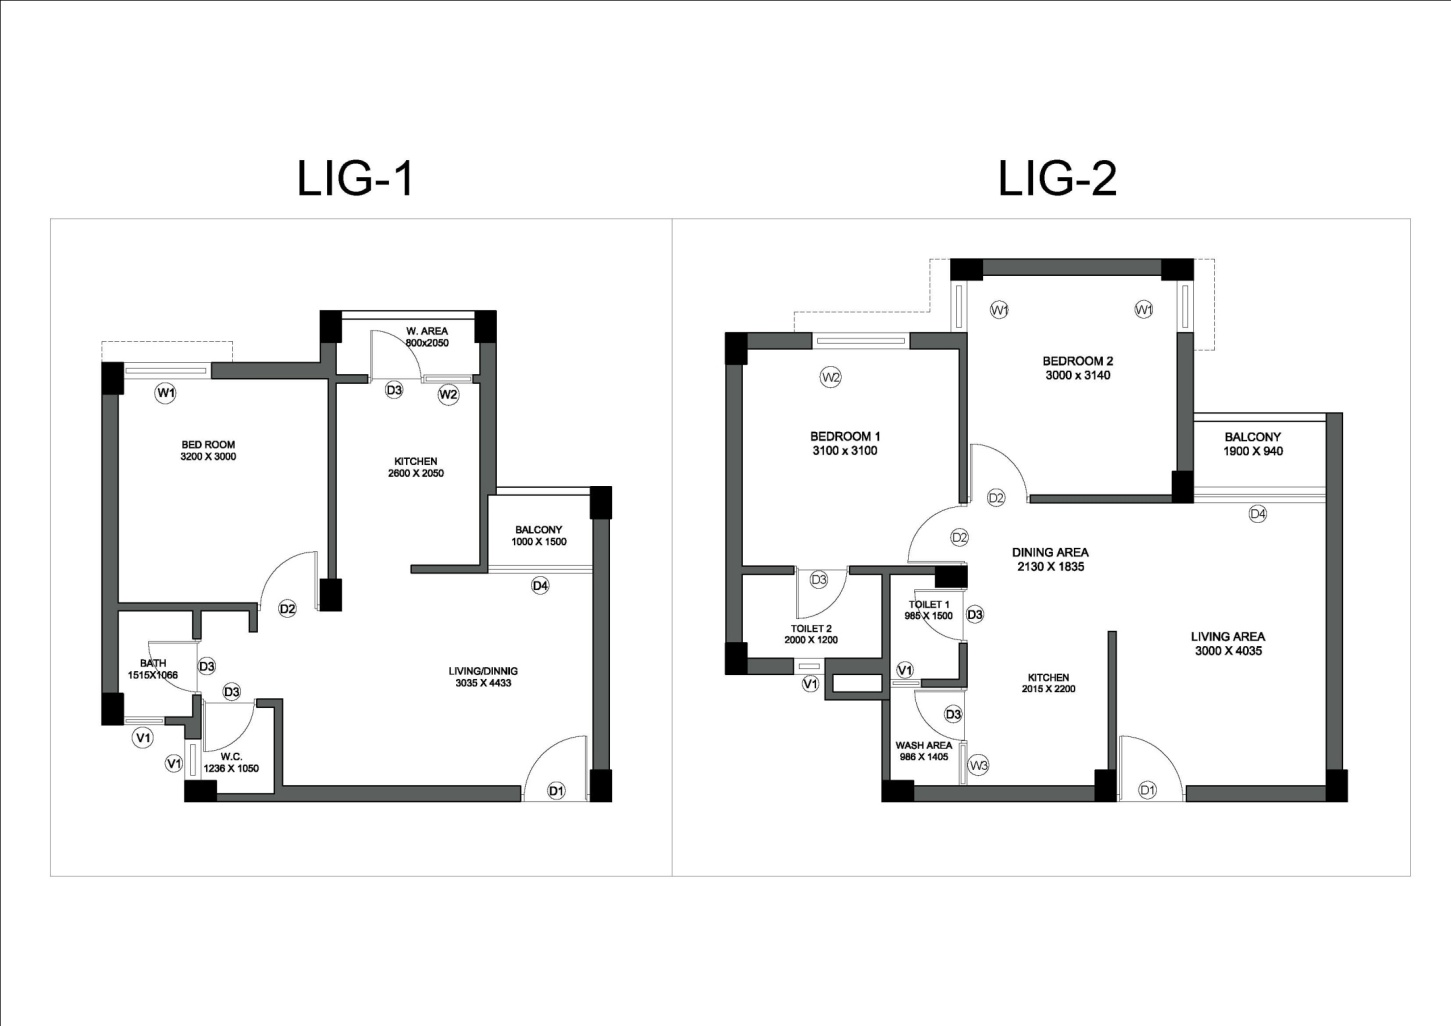 LIG-1
W. AREA
800x2050
W1
D3
W2
BED ROOM
3200 X 3000
KITCHEN
2600 X 2050
BALCONY
1000 X 1500
D4
D2
BATH
1515X1066
D3
D3
LIVING/DINNIG
3035 X 4433
V1
V1
W.C.
1236 X 1050
D1
LIG-2
W1
W1
BEDROOM 2
3000 x 3140
W2
BEDROOM 1
3100 x 3100
BALCONY
1900 X 940
D2
D4
D2
DINING AREA
2130 X 1835
D3
TOILET 1
985 X 1500
D3
TOILET 2
2000 X 1200
LIVING AREA
3000 X 4035
V1
V1
KITCHEN
2015 X 2200
D3
WASH AREA
986 X 1405
W3
D1